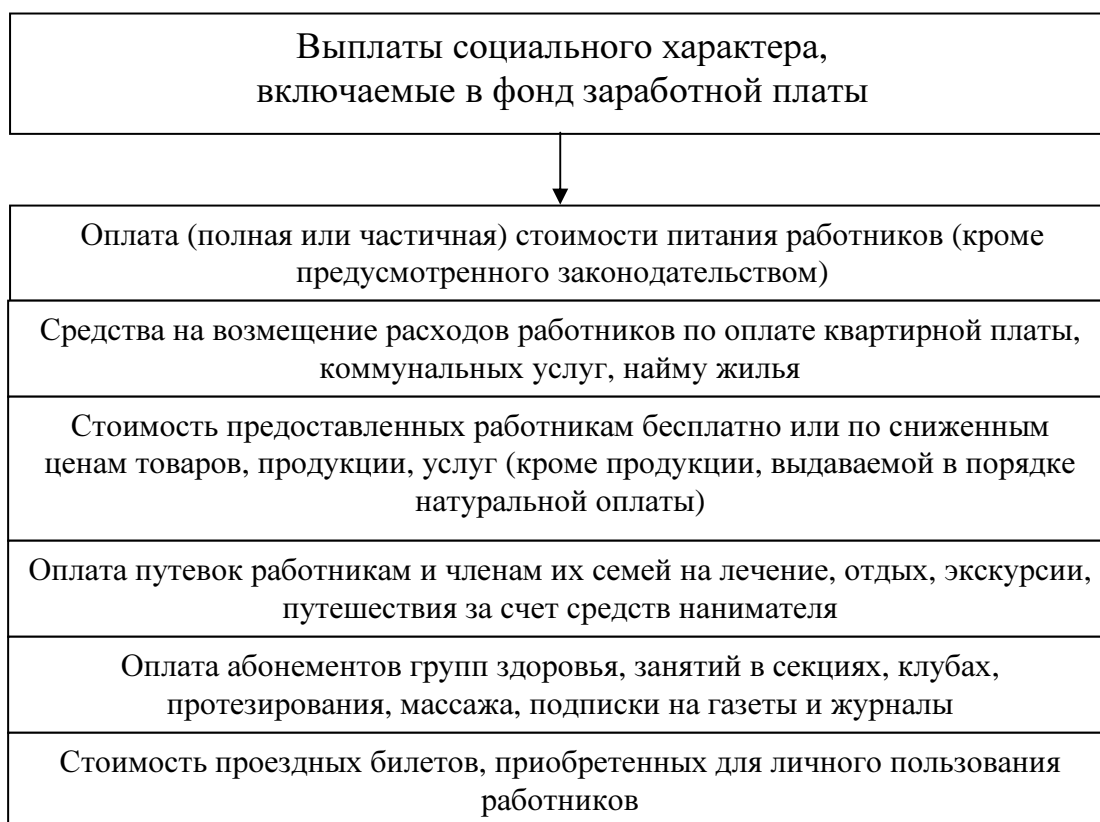 Выплаты социального характера,
включаемые в фонд заработной платы
Оплата (полная или частичная) стоимости питания работников (кроме
предусмотренного законодательством)
Средства на возмещение расходов работников по оплате квартирной платы,
коммунальных услуг, найму жилья
Стоимость предоставленных работникам бесплатно или по сниженным
ценам товаров, продукции, услуг (кроме продукции, выдаваемой в порядке
натуральной оплаты)
Оплата путевок работникам и членам их семей на лечение, отдых, экскурсии,
путешествия за счет средств нанимателя
Оплата абонементов групп здоровья, занятий в секциях, клубах,
протезирования, массажа, подписки на газеты и журналы
Стоимость проездных билетов, приобретенных для личного пользования
работников